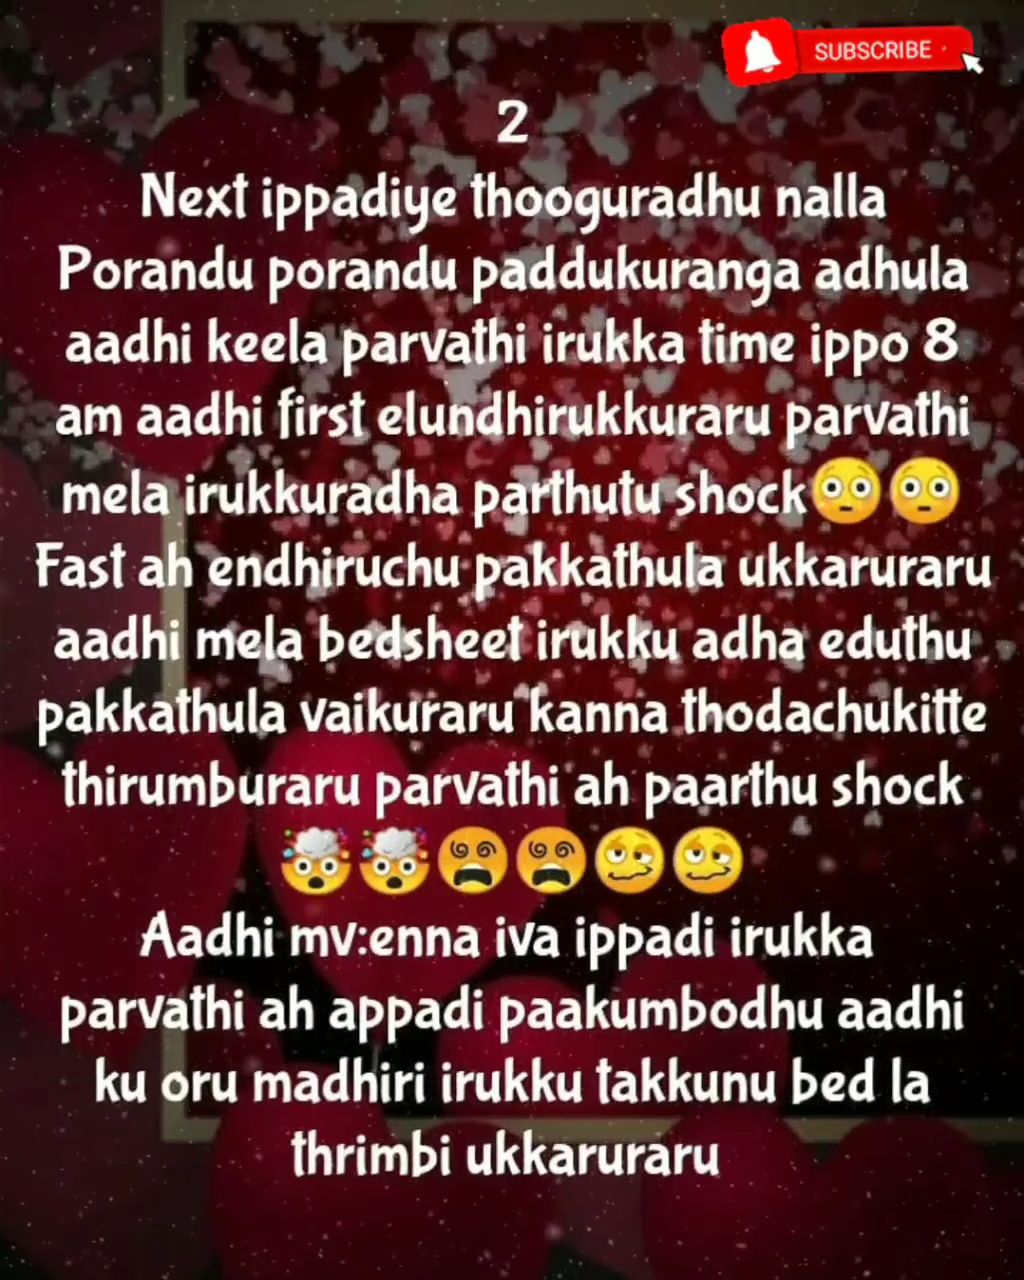 SUBSCRIBE
2
Next ippadiye thooguradhu nalla
Porandu porandu paddukuranga adhula
aadhi keela parvathi irukka time ippo 8
am aadhi first elundhirukkuraru parvathi
mela irukkuradha parthutu shock😳😳
Fast ah endhiruchu pakkathula ukkaruraru
aadhi mela bedsheet irukku adha eduthu
pakkathula vaikuraru kanna thodachukitte
thirumburaru parvathi ah paarthu shock
🤯🤯😵😵🥴🥴
Aadhi mv:enna iva ippadi irukka
parvathi ah appadi paakumbodhu aadhi
ku oru madhiri irukku takkunu bed la
thrimbi ukkaruraru